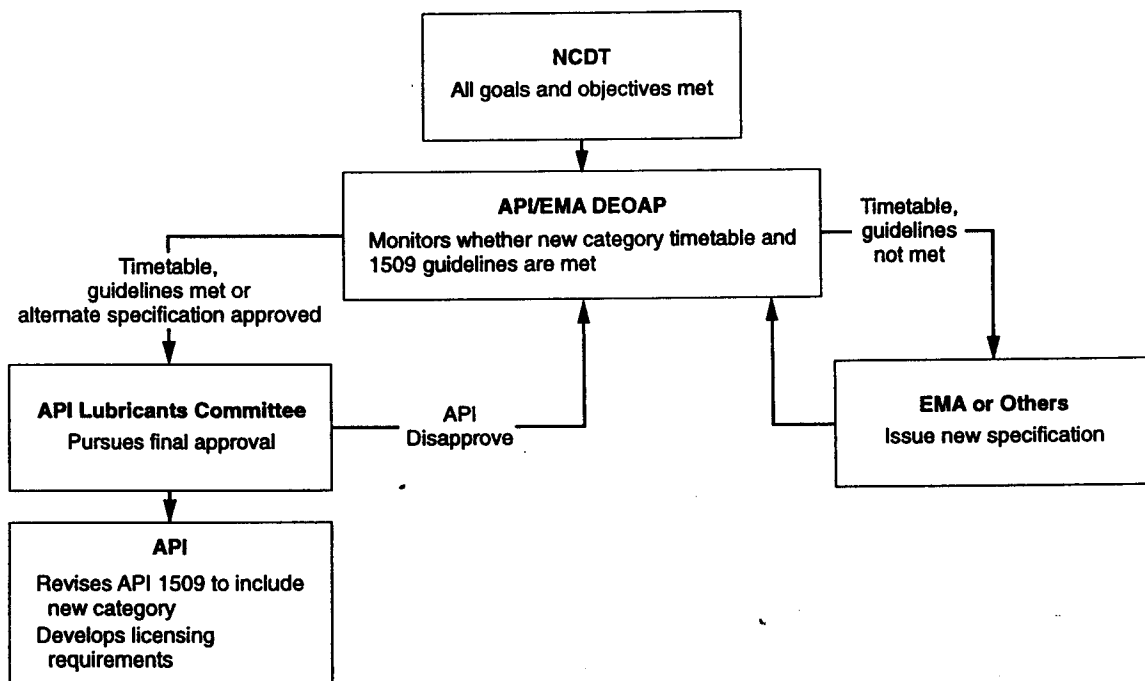 NCDT
All goals and objectives met
API/EMA DEOAP
Monitors whether new category timetable and
1509 guidelines are met
Timetable,
guidelines
not met
Timetable,
guidelines met or
alternate specification approved
API Lubricants Committee
Pursues final approval
API
Disapprove
EMA or Others
Issue new specification
API
Revises API 1509 to include
new category
Develops licensing
requirements